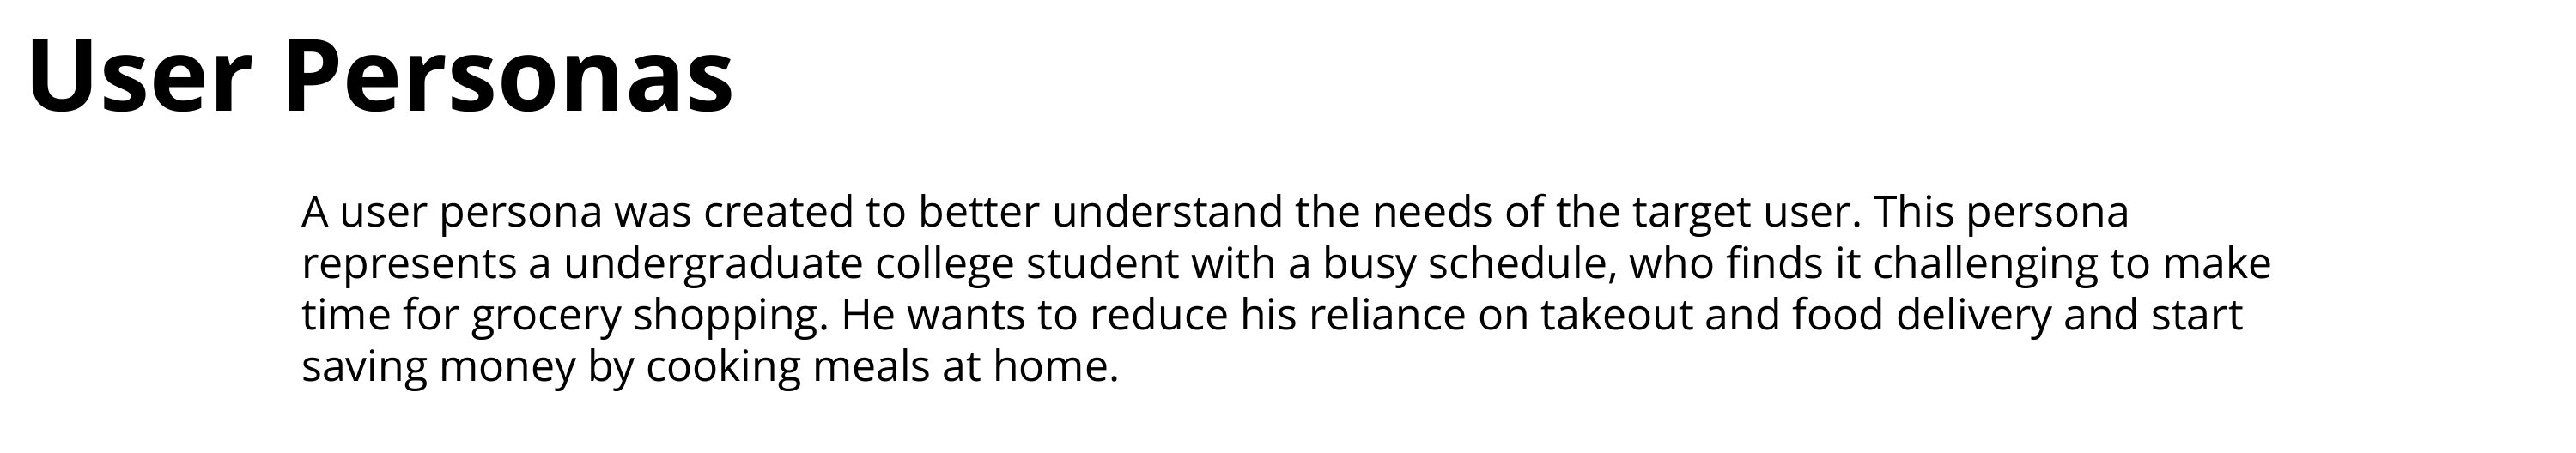 User Personas
A user persona was created to better understand the needs of the target user. This persona
represents a undergraduate college student with a busy schedule, who finds it challenging to make
time for grocery shopping. He wants to reduce his reliance on takeout and food delivery and start
saving money by cooking meals at home.